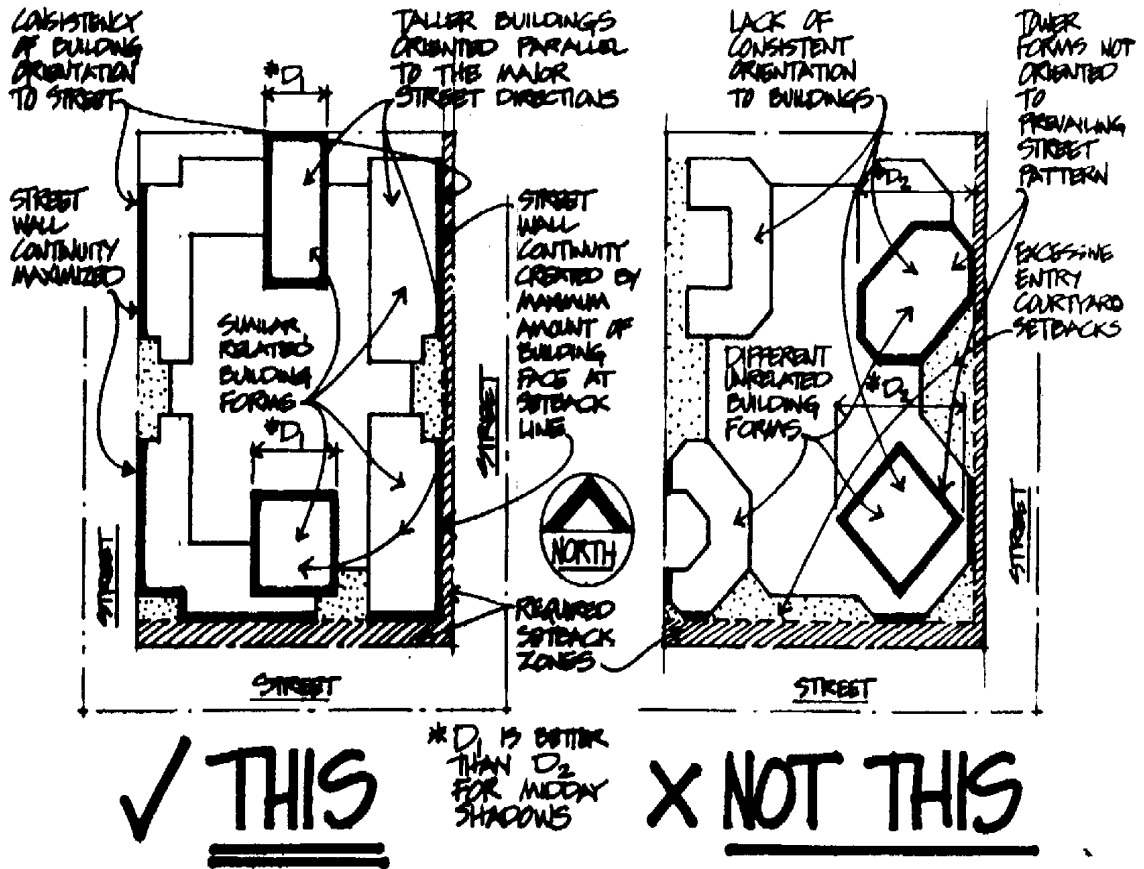 CONSISTENCY
OF BUILDING
ORIENTATION
TO STREET
TALLER BUILDINGS
ORIENTED PARALLEL
TO THE MAJOR
STREET DIRECTIONS
*D1
STREET
WALL
CONTINUITY
MAXIMIZED
STREET
WALL
CONTINUITY
CREATED BY
MAXIMUM
AMOUNT OF
BUILDING
FACE AT
SETBACK
LINE
SIMILAR
RELATED
BUILDING
FORMS
*D1
STREET
STREET
STREET
NORTH
REQUIRED
SETBACK
ZONES
LACK OF
CONSISTENT
ORIENTATION
TO BUILDINGS
TOWER
FORMS NOT
ORIENTED
TO
PREVAILING
STREET
PATTERN
*D2
EXCESSIVE
ENTRY
COURTYARD
SETBACKS
DIFFERENT
UNRELATED
BUILDING
FORMS
*D2
STREET
STREET
✓ THIS
* D1 IS BETTER
THAN D2
FOR MIDDAY
SHADOWS
X NOT THIS